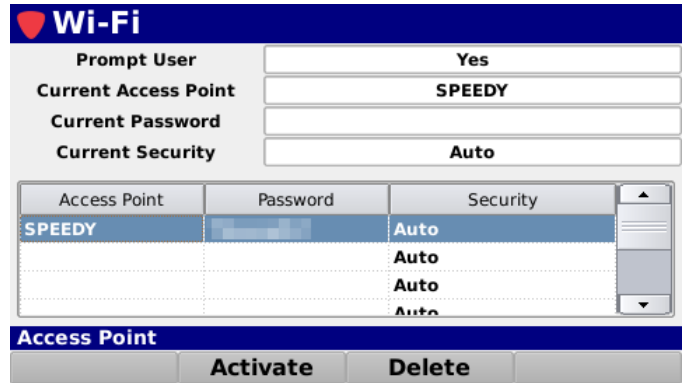 Wi-Fi
Prompt User Yes
Current Access Point SPEEDY
Current Password
Current Security Auto
Access Point Password Security
SPEEDY Auto
Auto
Auto
Auto
Access Point
Activate Delete